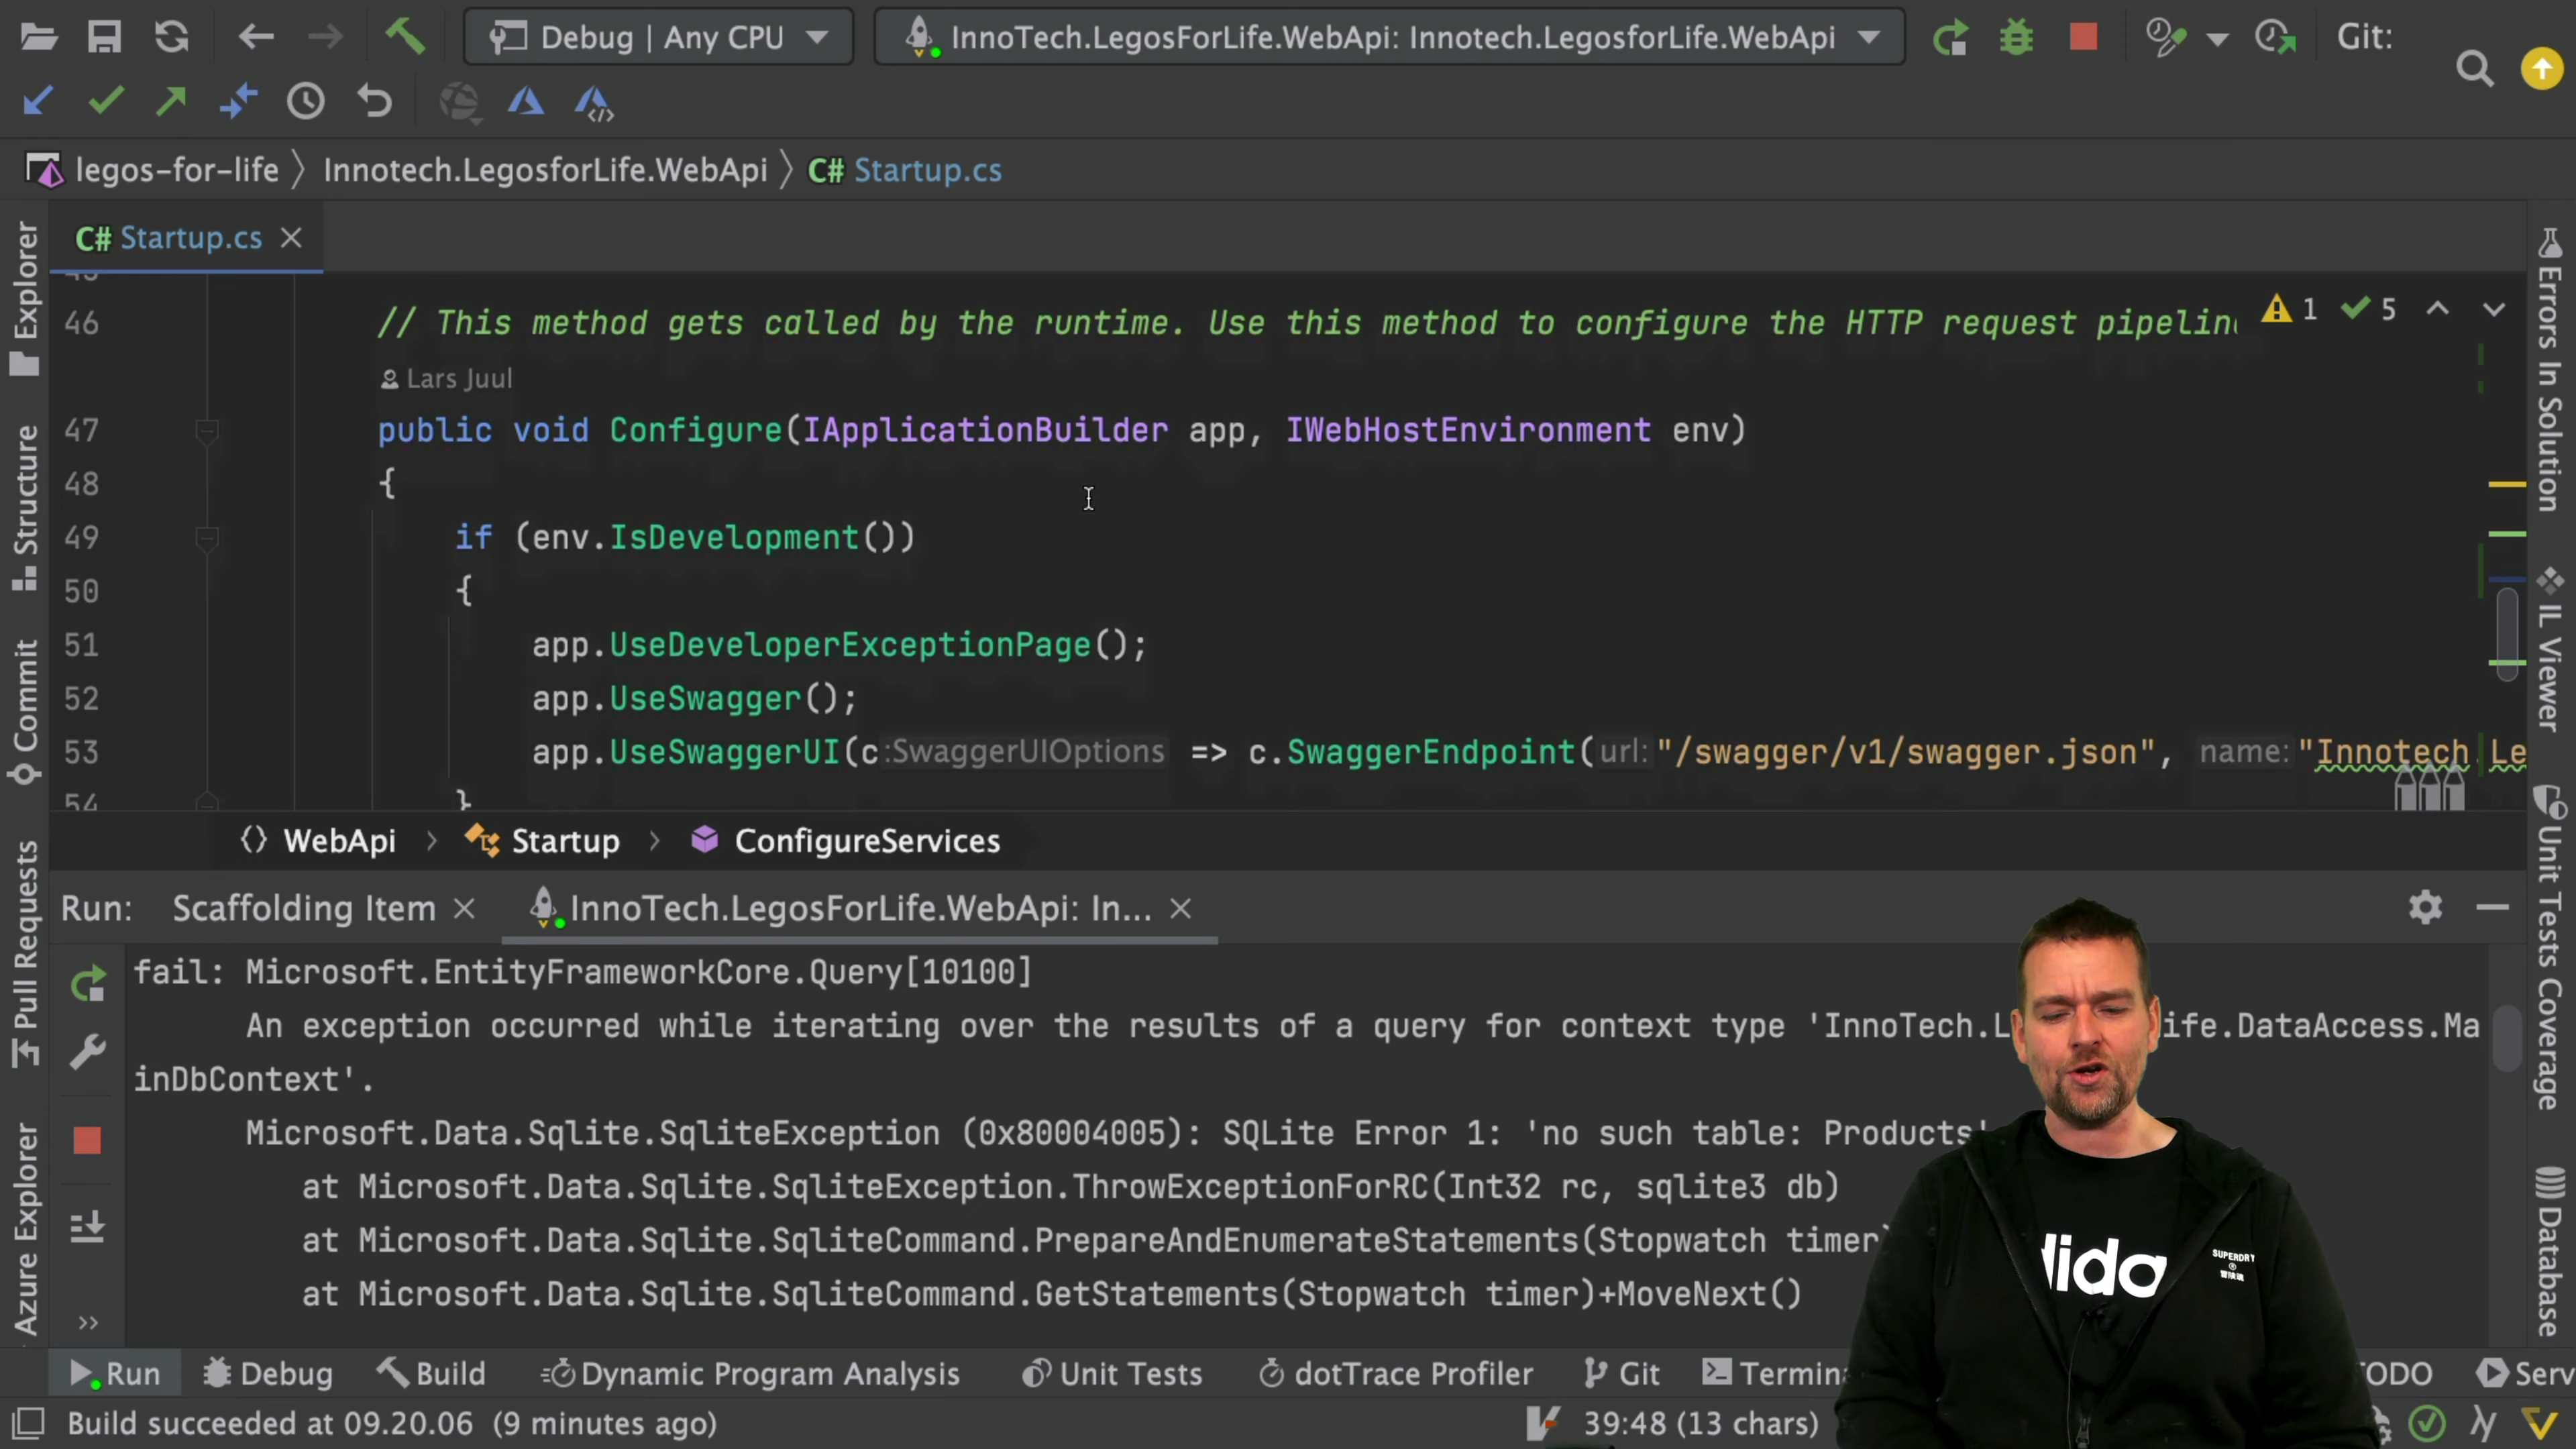 Debug | Any CPU
InnoTech.LegosForLife.WebApi: Innotech.LegosforLife.WebApi
Git:
legos-for-life
Innotech.LegosforLife.WebApi
C# Startup.cs
C# Startup.cs
Explorer
Structure
Commit
Pull Requests
Azure Explorer
46 // This method gets called by the runtime. Use this method to configure the HTTP request
1
5
Lars Juul
47 public void Configure(IApplicationBuilder app, IWebHostEnvironment env)
48 {
49 if (env.IsDevelopment())
50 {
51 app.UseDeveloperExceptionPage();
52 app.UseSwagger();
53 app.UseSwaggerUI(c :SwaggerUIOptions => c.SwaggerEndpoint( url: "/swagger/v1/swagger.json", name: "Innotech Le
54 }
Errors In Solution
IL Viewer
Unit Tests Coverage
Database
{} WebApi
Startup
ConfigureServices
Run: Scaffolding Item
InnoTech.LegosForLife.WebApi: In...
fail: Microsoft.EntityFrameworkCore.Query[10100]
An exception occurred while iterating over the results of a query for context type 'InnoTech.L ife.DataAccess.Ma
inDbContext'.
Microsoft.Data.Sqlite.SqliteException (0x80004005): SQLite Error 1: 'no such table: Products'
at Microsoft.Data.Sqlite.SqliteException.ThrowExceptionForRC(Int32 rc, sqlite3 db)
at Microsoft.Data.Sqlite.SqliteCommand.PrepareAndEnumerateStatements(Stopwatch timer)
at Microsoft.Data.Sqlite.SqliteCommand.GetStatements(Stopwatch timer)+MoveNext()
dida
SUPERDRY
Run
Debug
Build
Dynamic Program Analysis
Unit Tests
dotTrace Profiler
Git
Termina
ODO
Serv
Build succeeded at 09.20.06 (9 minutes ago)
39:48 (13 chars)